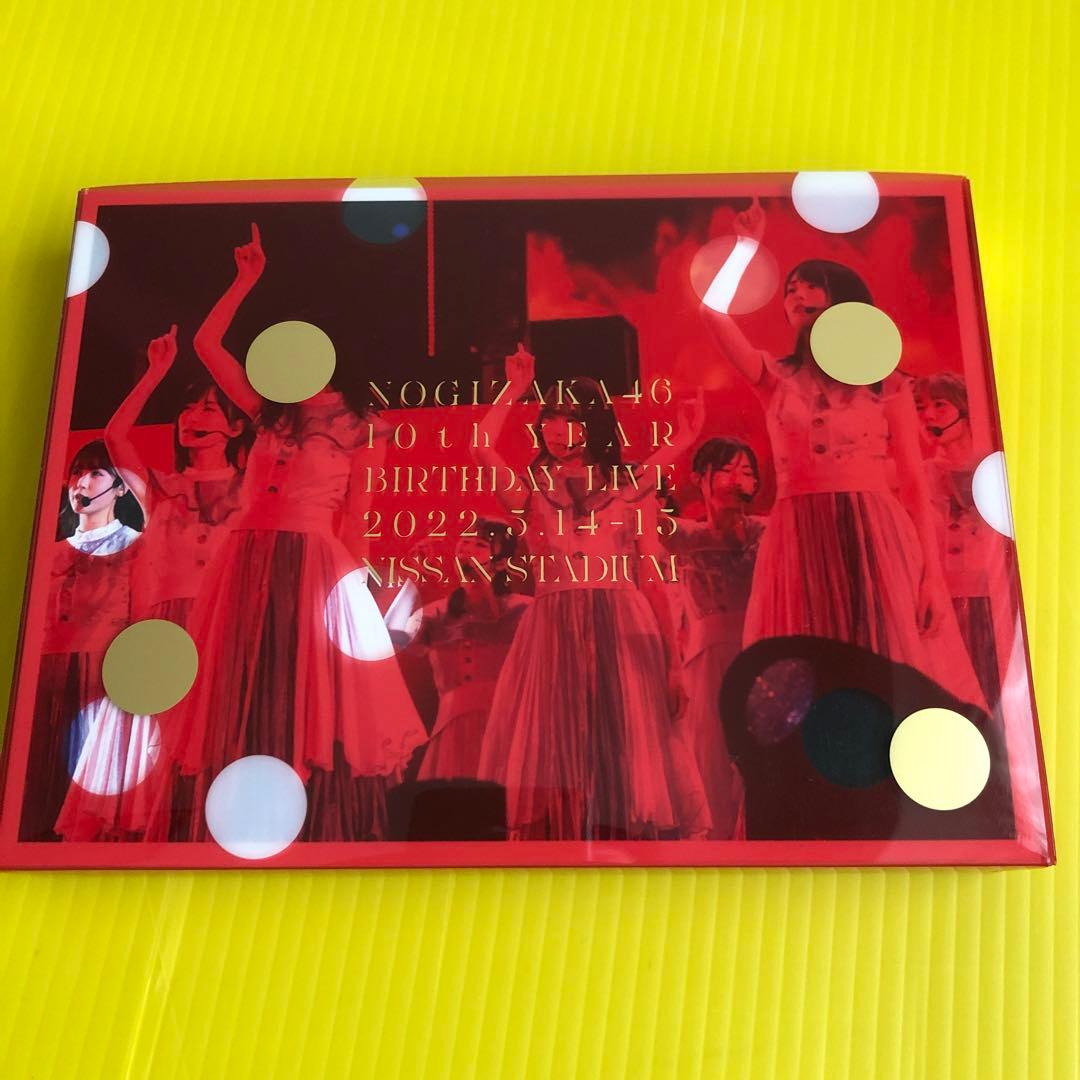 NOGIZAKA46
10th YEAR
BIRTHDAY LIVE
2022.5.14-15
NISSAN STADIUM